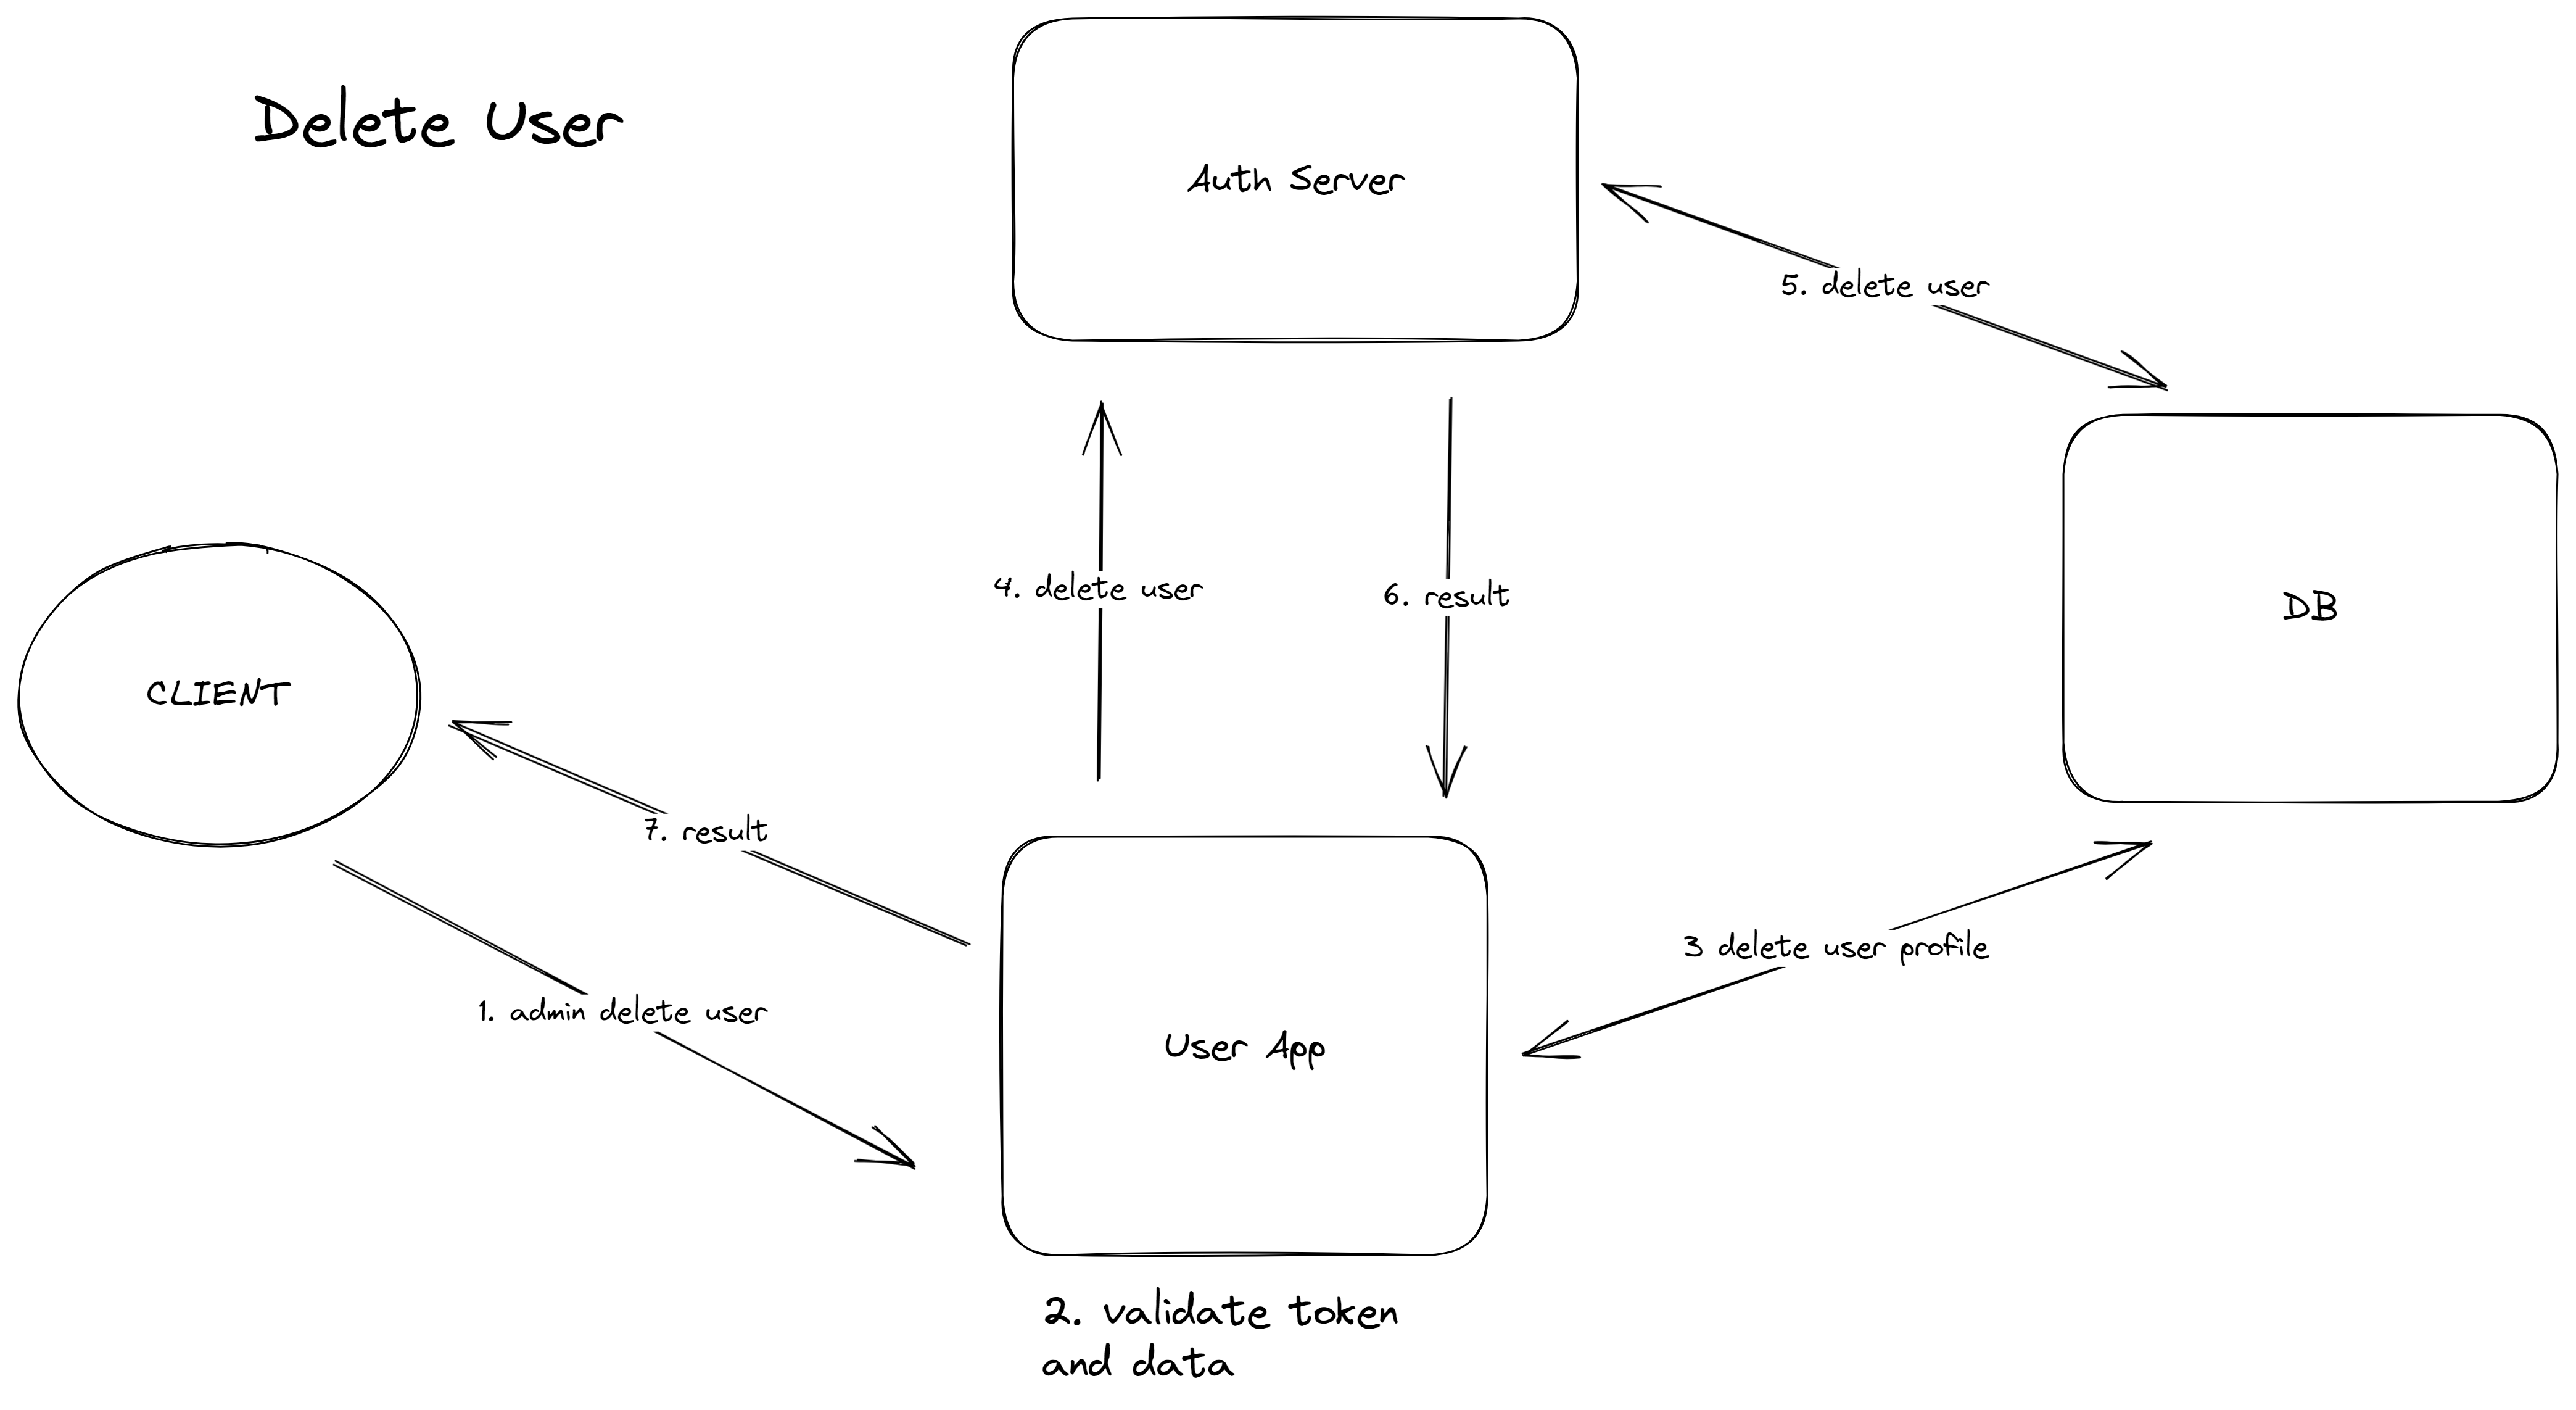 Delete User
Auth Server
5. delete user
4. delete user
6. result
DB
CLIENT
7. result
3 delete user profile
1. admin delete user
User App
2. validate token
and data